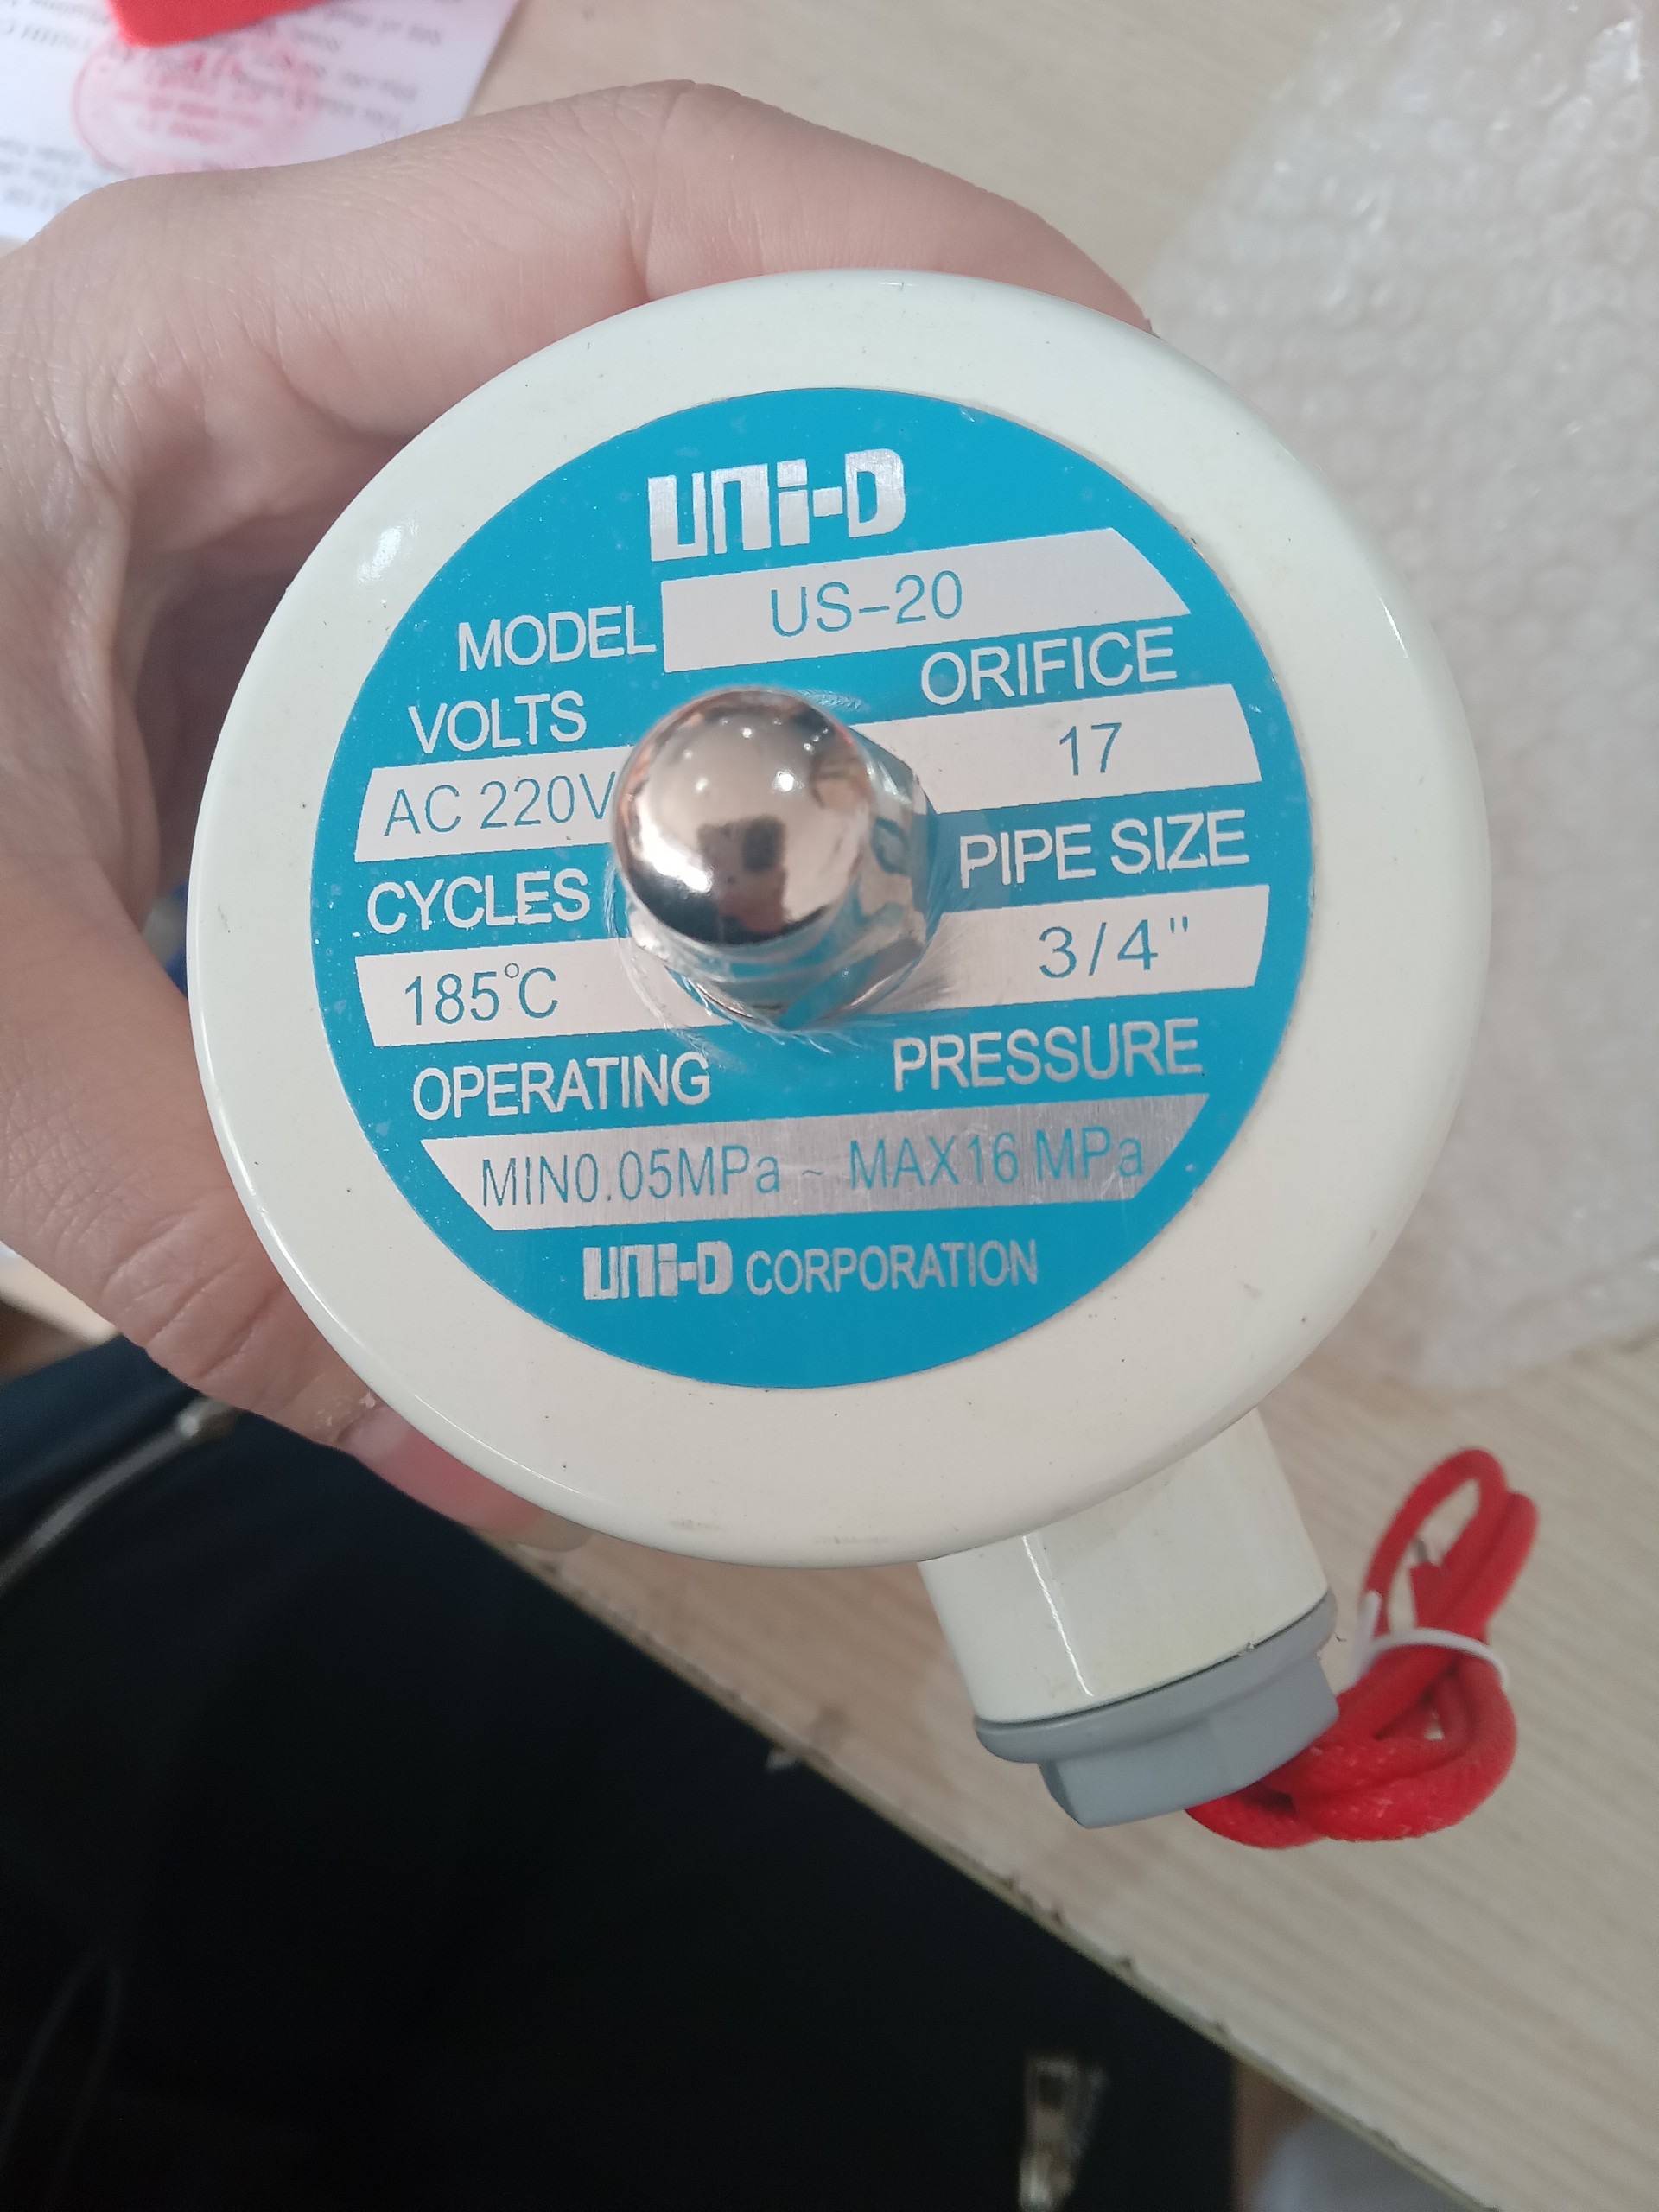 UNi-D
MODEL US-20
VOLTS ORIFICE
AC 220V 17
CYCLES PIPE SIZE
185°C 3/4"
OPERATING PRESSURE
MIN0.05MPa ~ MAX16 MPa
UNi-D CORPORATION